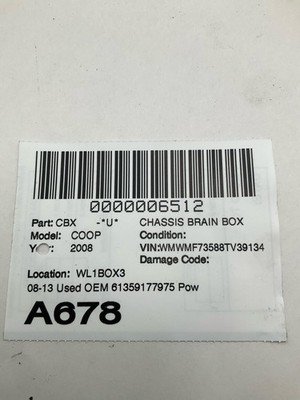 0000006512
Part: CBX -*U* CHASSIS BRAIN BOX
Model: COOP Condition:
2008 VIN:WMWMF73588TV39134
Damage Code:
Location: WL1BOX3
08-13 Used OEM 61359177975 Pow
A678